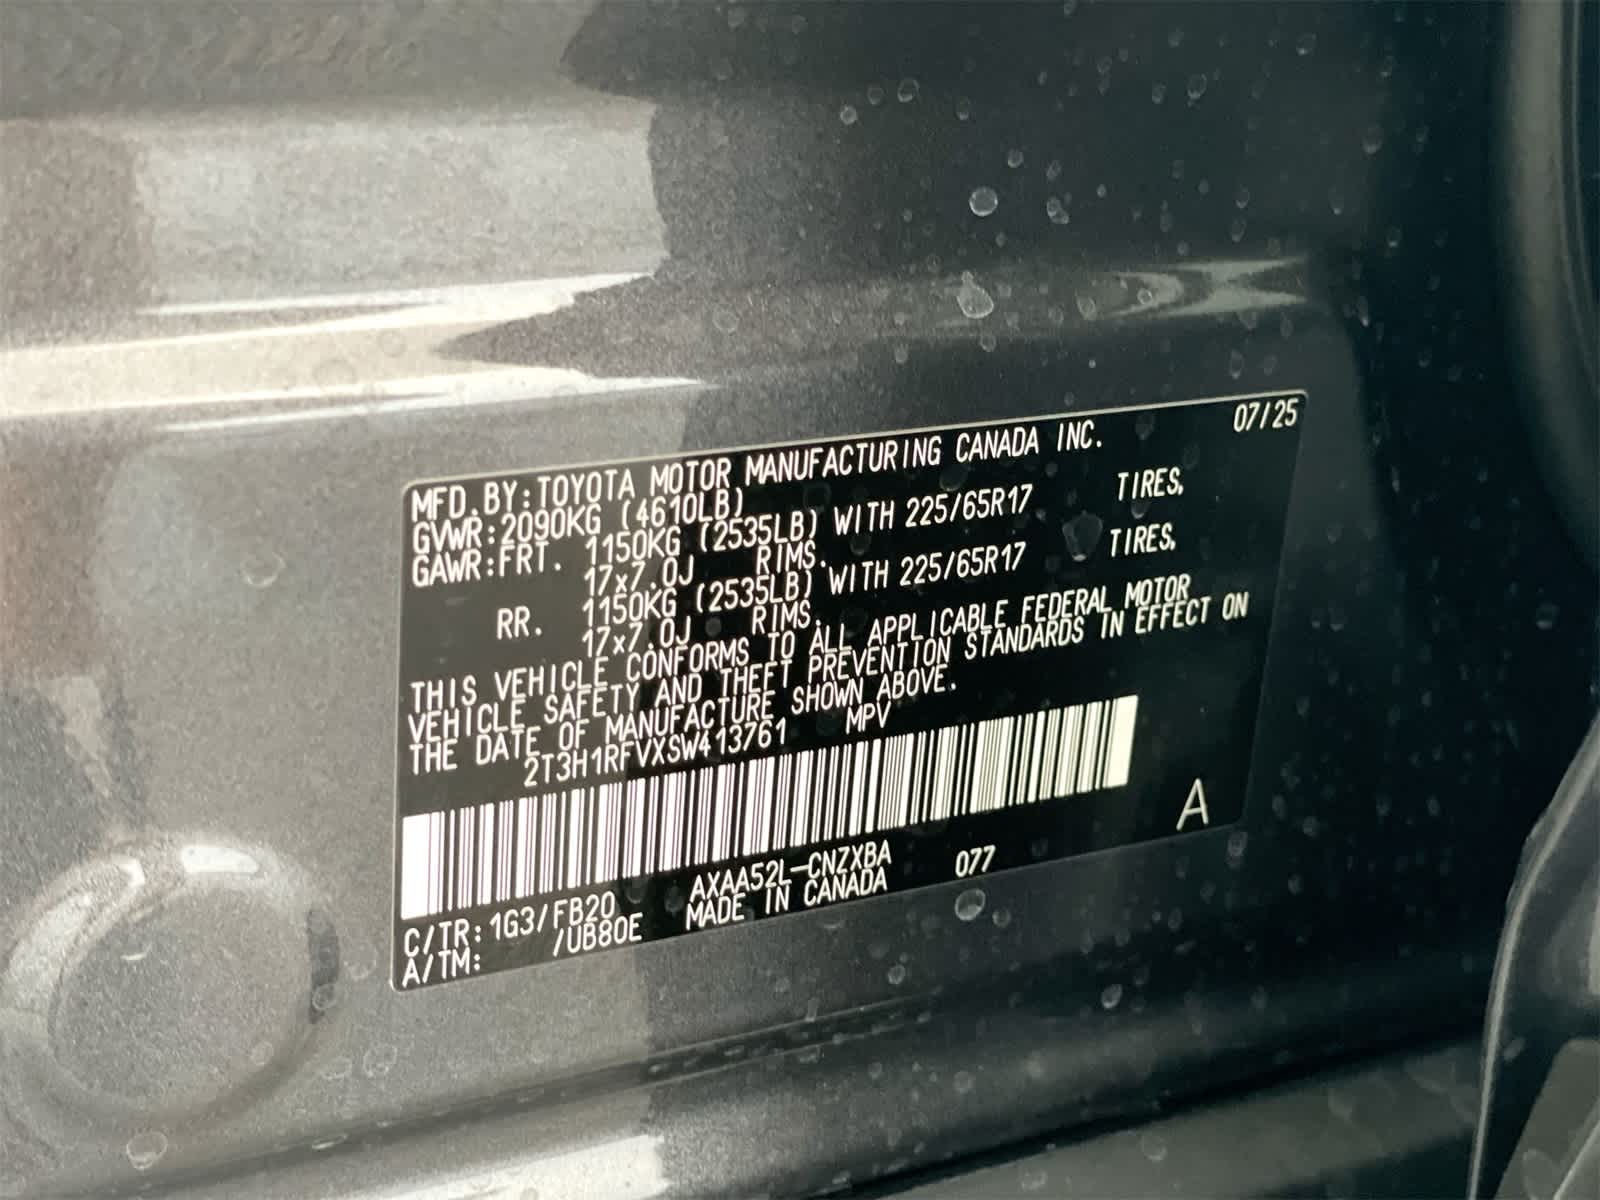 07/25
MFD.BY:TOYOTA MOTOR MANUFACTURING CANADA INC.
GVWR:2090KG (4610LB)
GAWR:FRT. 1150KG (2535LB) WITH 225/65R17 TIRES,
17x7.0J RIMS.
RR. 1150KG (2535LB) WITH 225/65R17 TIRES,
17x7.0J RIMS.
THIS VEHICLE CONFORMS TO ALL APPLICABLE FEDERAL MOTOR
VEHICLE SAFETY AND THEFT PREVENTION STANDARDS IN EFFECT ON
THE DATE OF MANUFACTURE SHOWN ABOVE.
2T3H1RFVXSW413761 MPV
A
C/TR:1G3/FB20 AXAA52L-CNZXBA 077
A/TM: /UB80E MADE IN CANADA